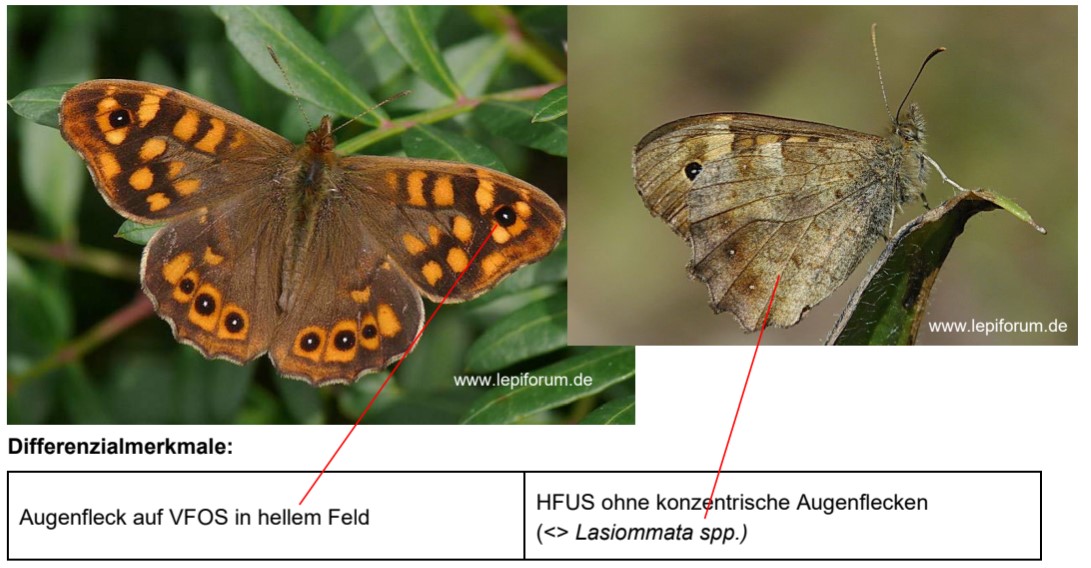 www.lepiforum.de
www.lepiforum.de
Differenzialmerkmale:
Augenfleck auf VFOS in hellem Feld
HFUS ohne konzentrische Augenflecken
(<> Lasiommata spp.)